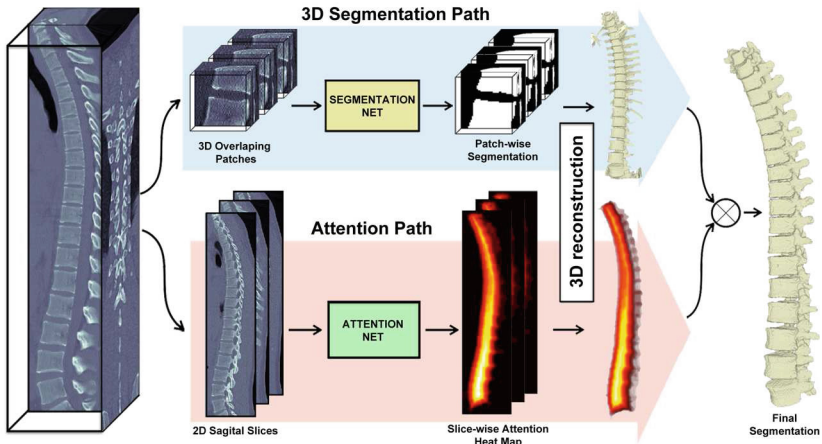 3D Segmentation Path
SEGMENTATION
NET
3D Overlaping
Patches
Patch-wise
Segmentation
3D reconstruction
Attention Path
ATTENTION
NET
2D Sagital Slices
Slice-wise Attention
Heat Map
Final
Segmentation